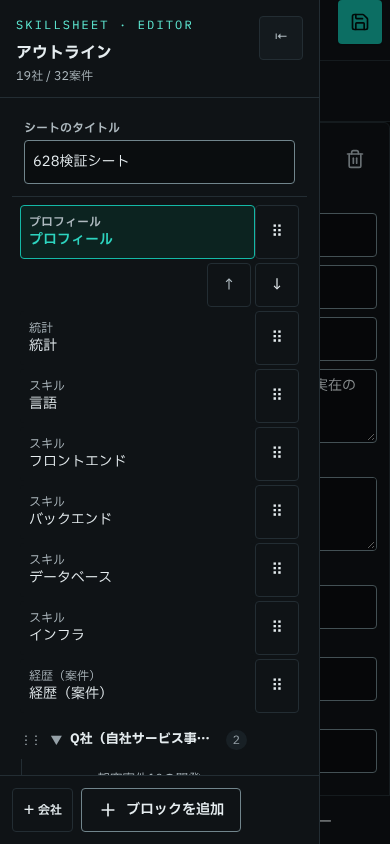 SKILLSHEET · EDITOR
アウトライン
19社 / 32案件
シートのタイトル
628検証シート
プロフィール
プロフィール
↑ ↓
統計
統計
スキル
言語
スキル
フロントエンド
スキル
バックエンド
スキル
データベース
スキル
インフラ
経歴（案件）
経歴（案件）
Q社（自社サービス事… 2
+ 会社
＋ ブロックを追加
実在の